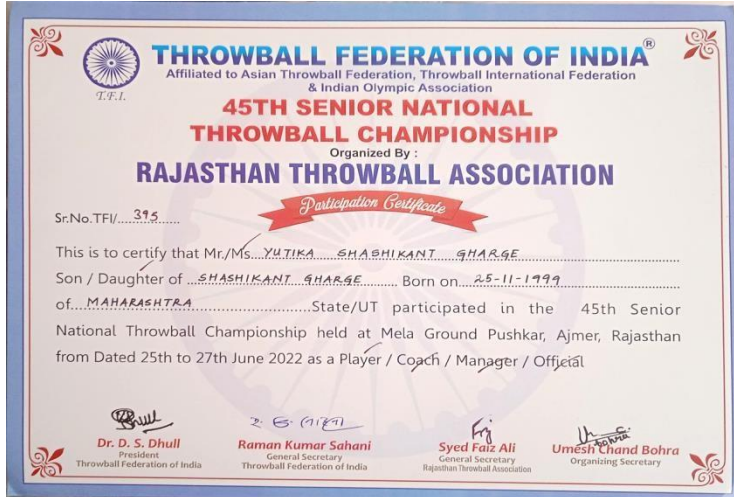 THROWBALL FEDERATION OF INDIA®
Affiliated to Asian Throwball Federation, Throwball International Federation
& Indian Olympic Association
T.F.I.
45TH SENIOR NATIONAL
THROWBALL CHAMPIONSHIP
Organized By :
RAJASTHAN THROWBALL ASSOCIATION
Participation Certificate
Sr.No.TFI/....395......
This is to certify that Mr./Ms. YUTIKA SHASHIKANT GHARGE
Son / Daughter of SHASHIKANT GHARGE Born on 25-11-1999
of MAHARASHTRA State/UT participated in the 45th Senior
National Throwball Championship held at Mela Ground Pushkar, Ajmer, Rajasthan
from Dated 25th to 27th June 2022 as a Player / Coach / Manager / Official
Dr. D. S. Dhull
President
Throwball Federation of India
Raman Kumar Sahani
General Secretary
Throwball Federation of India
Syed Faiz Ali
General Secretary
Rajasthan Throwball Association
Umesh Chand Bohra
Organizing Secretary